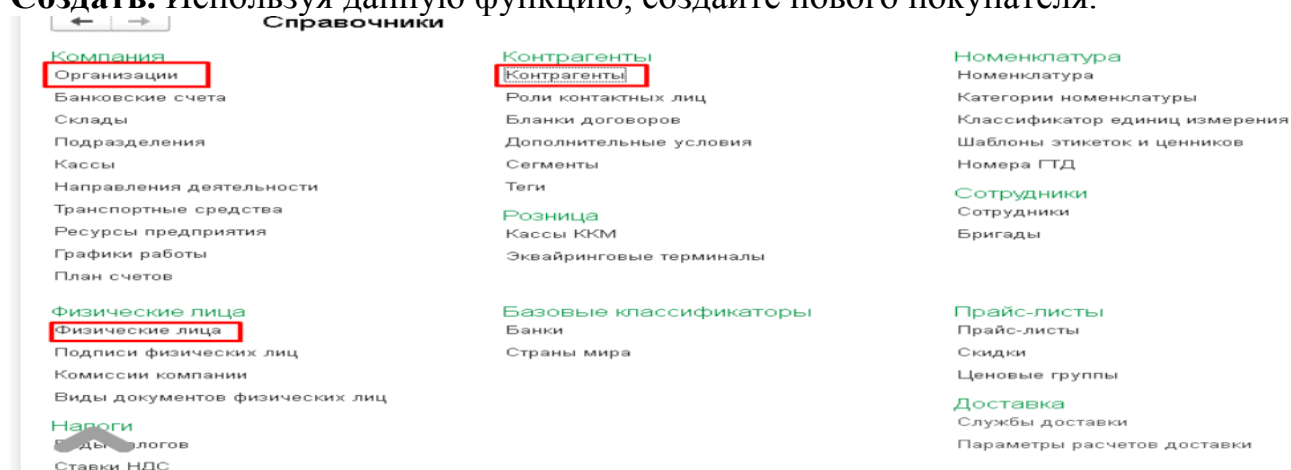 Создать. Используя данную функцию, создайте нового покупателя.
Справочники
Компания
Организации
Банковские счета
Склады
Подразделения
Кассы
Направления деятельности
Транспортные средства
Ресурсы предприятия
Графики работы
План счетов
Контрагенты
Контрагенты
Роли контактных лиц
Бланки договоров
Дополнительные условия
Сегменты
Теги
Розница
Кассы ККМ
Эквайринговые терминалы
Номенклатура
Номенклатура
Категории номенклатуры
Классификатор единиц измерения
Шаблоны этикеток и ценников
Номера ГТД
Сотрудники
Сотрудники
Бригады
Физические лица
Физические лица
Подписи физических лиц
Комиссии компании
Виды документов физических лиц
Налоги
Виды налогов
Ставки НДС
Базовые классификаторы
Банки
Страны мира
Прайс-листы
Прайс-листы
Скидки
Ценовые группы
Доставка
Службы доставки
Параметры расчетов доставки